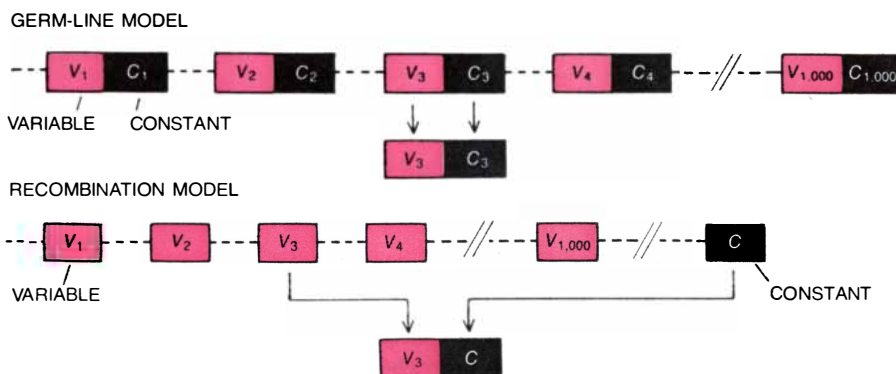 GERM-LINE MODEL
V₁ C₁ V₂ C₂ V₃ C₃ V₄ C₄ V₁,₀₀₀ C₁.₀₀₀
VARIABLE CONSTANT
V₃ C₃
RECOMBINATION MODEL
V₁ V₂ V₃ V₄ V₁,₀₀₀ C
VARIABLE CONSTANT
V₃ C